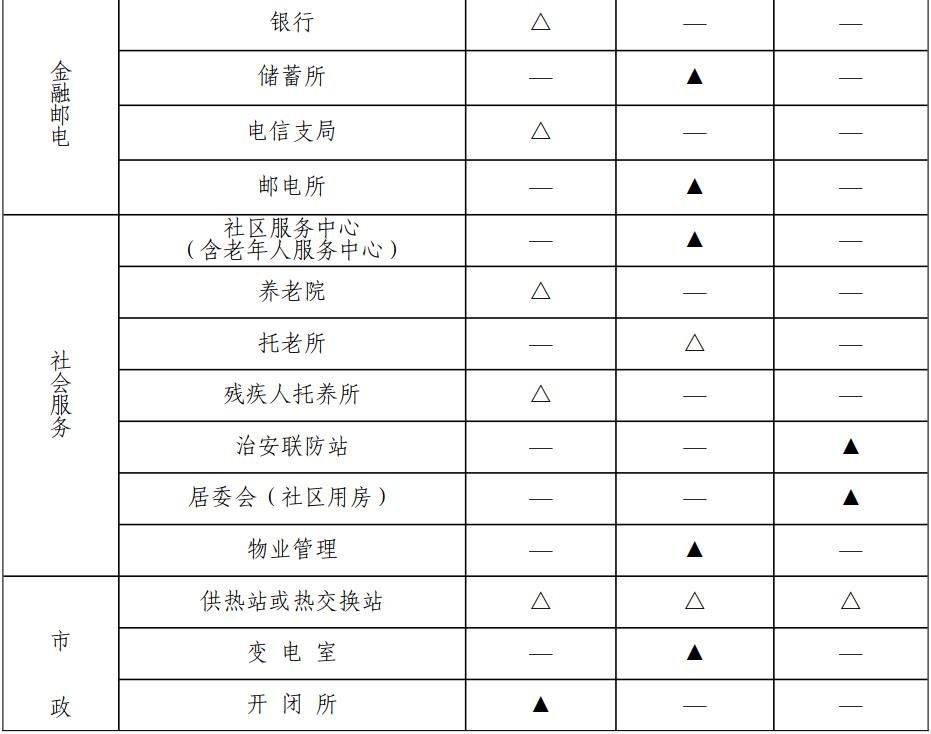 金融邮电
银行 △ — —
储蓄所 — ▲ —
电信支局 △ — —
邮电所 — ▲ —
社会服务
社区服务中心
（含老年人服务中心） — ▲ —
养老院 △ — —
托老所 — △ —
残疾人托养所 △ — —
治安联防站 — — ▲
居委会（社区用房） — — ▲
物业管理 — ▲ —
市政
供热站或热交换站 △ △ △
变电室 — ▲ —
开闭所 ▲ — —